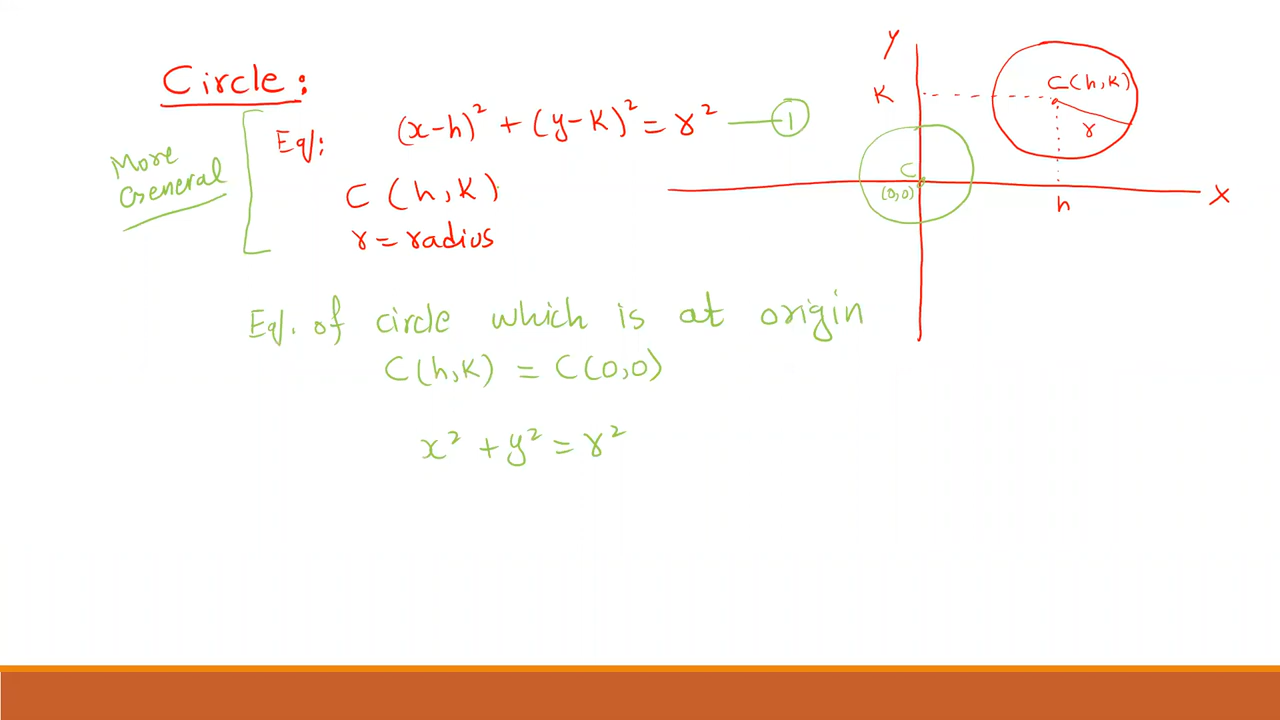 Circle:
More
General
Eq: (x-h)² + (y-K)² = r² — 1
C (h, K)
r = radius
Eq. of circle which is at origin
C(h,K) = C(0,0)
x² + y² = r²
Y
K
C(h,K)
r
C
(0,0)
h
X